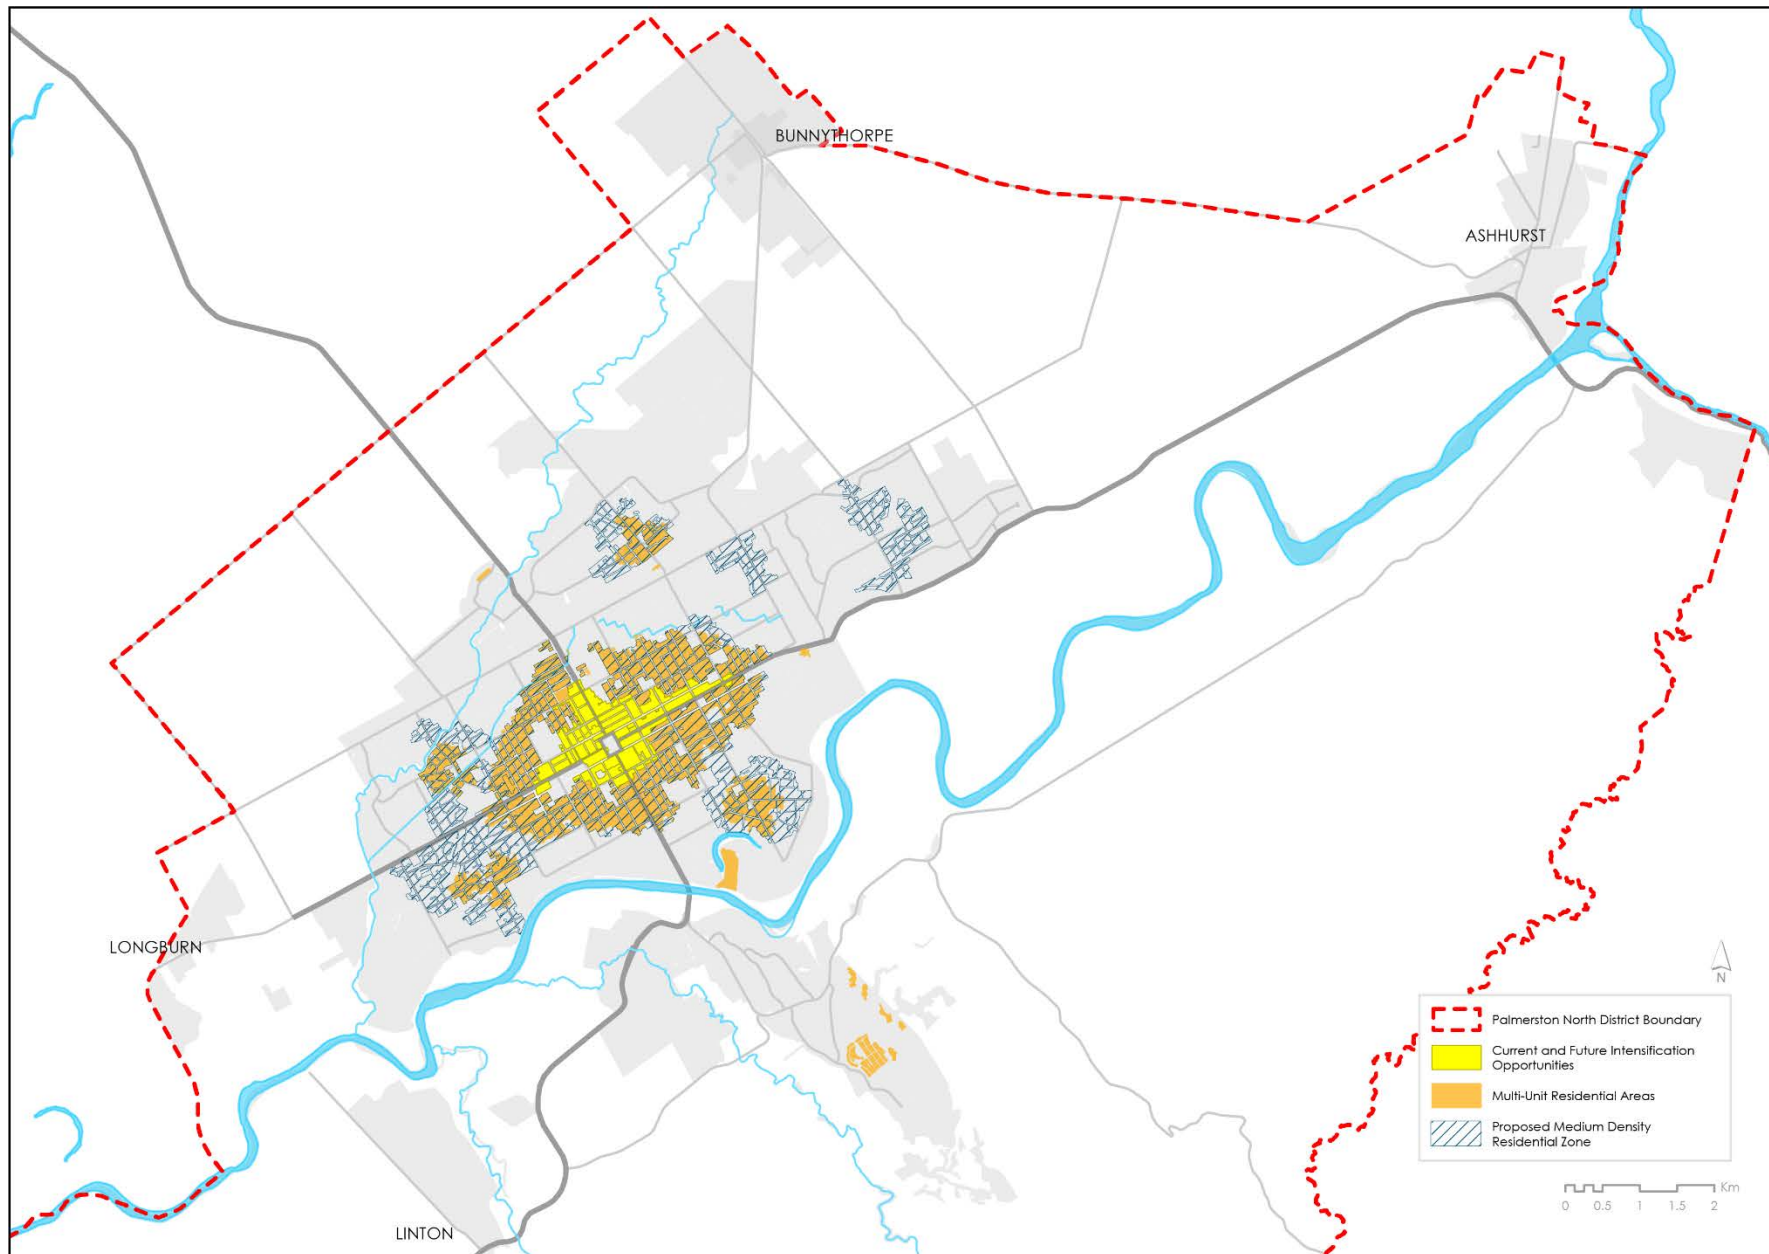 BUNNYTHORPE
ASHHURST
LONGBURN
LINTON
N
Palmerston North District Boundary
Current and Future Intensification
Opportunities
Multi-Unit Residential Areas
Proposed Medium Density
Residential Zone
Km
0 0.5 1 1.5 2